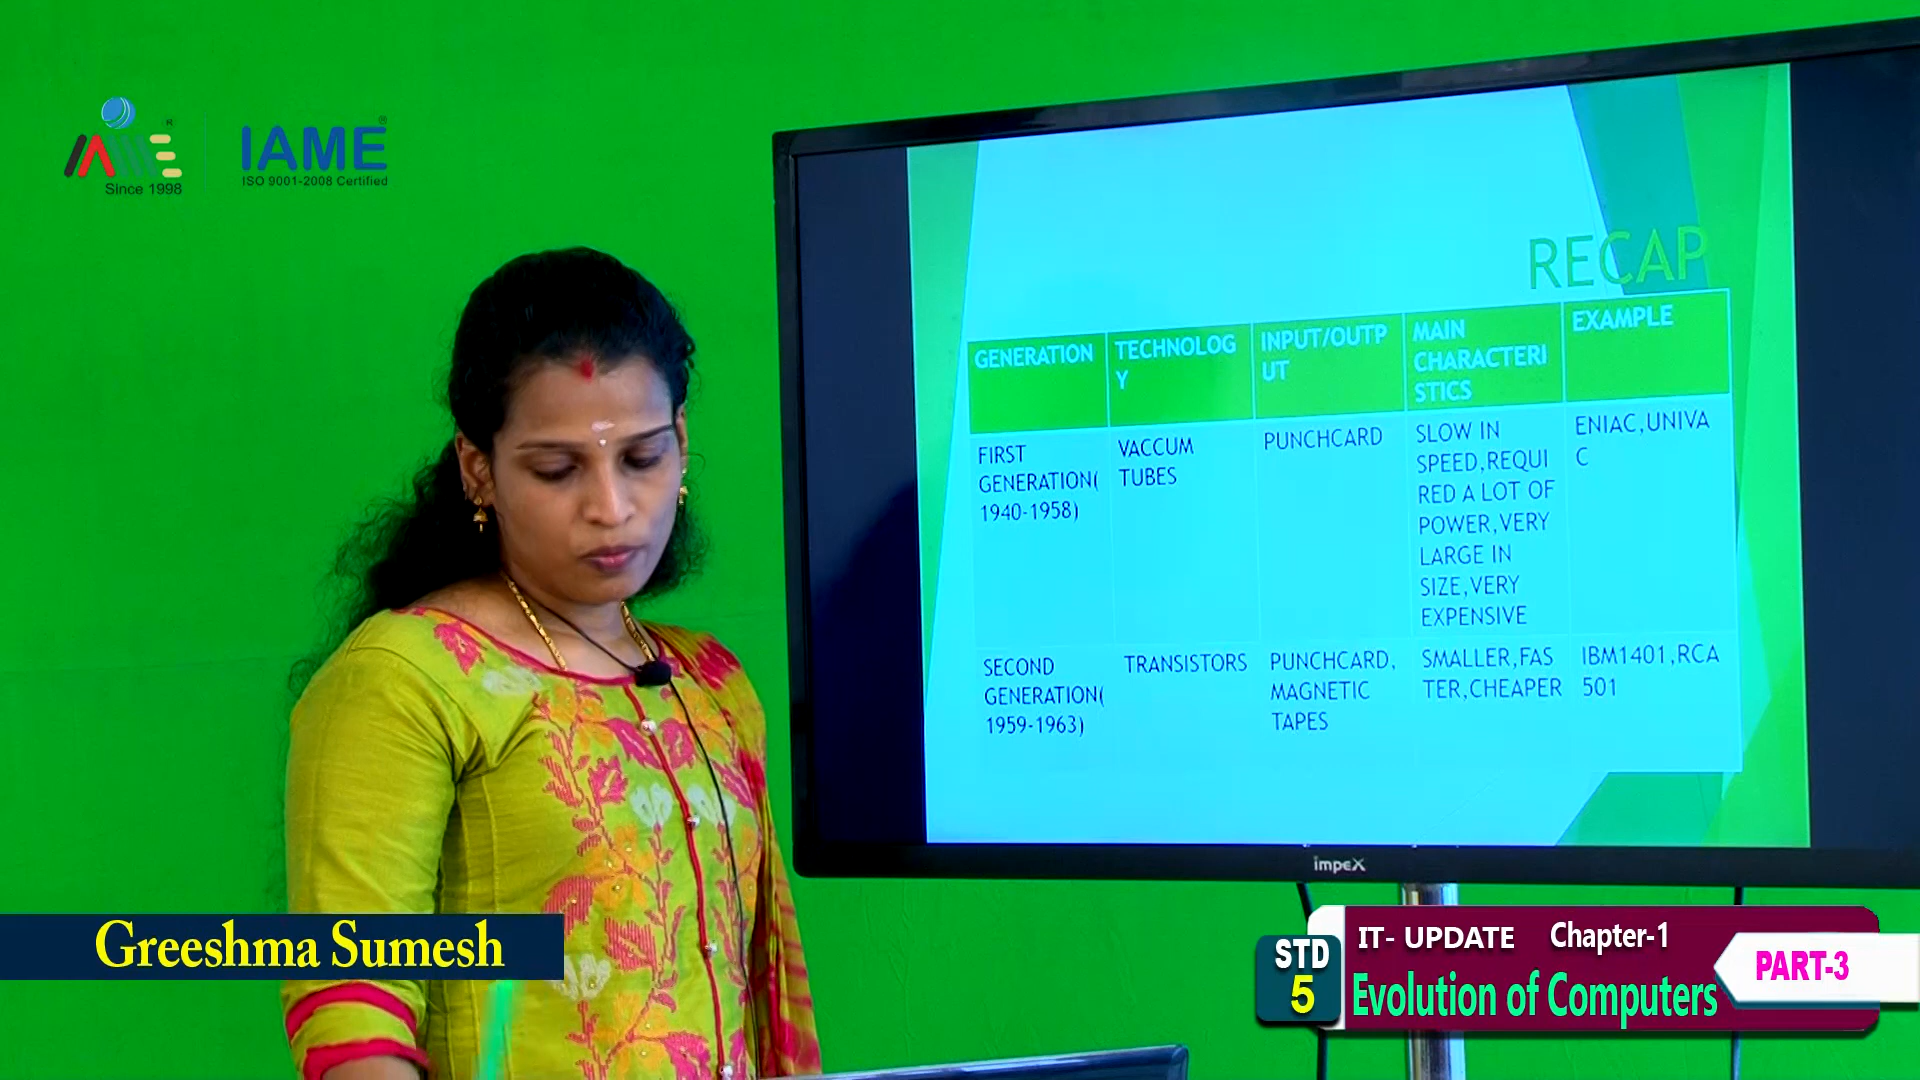 Since 1998
IAME
ISO 9001-2008 Certified
RECAP
GENERATION
TECHNOLOG
Y
INPUT/OUTP
UT
MAIN
CHARACTERI
STICS
EXAMPLE
FIRST
GENERATION(
1940-1958)
VACCUM
TUBES
PUNCHCARD
SLOW IN
SPEED,REQUI
RED A LOT OF
POWER,VERY
LARGE IN
SIZE,VERY
EXPENSIVE
ENIAC,UNIVA
C
SECOND
GENERATION(
1959-1963)
TRANSISTORS
PUNCHCARD,
MAGNETIC
TAPES
SMALLER,FAS
TER,CHEAPER
IBM1401,RCA
501
impex
Greeshma Sumesh
STD
5
IT- UPDATE Chapter-1
Evolution of Computers
PART-3